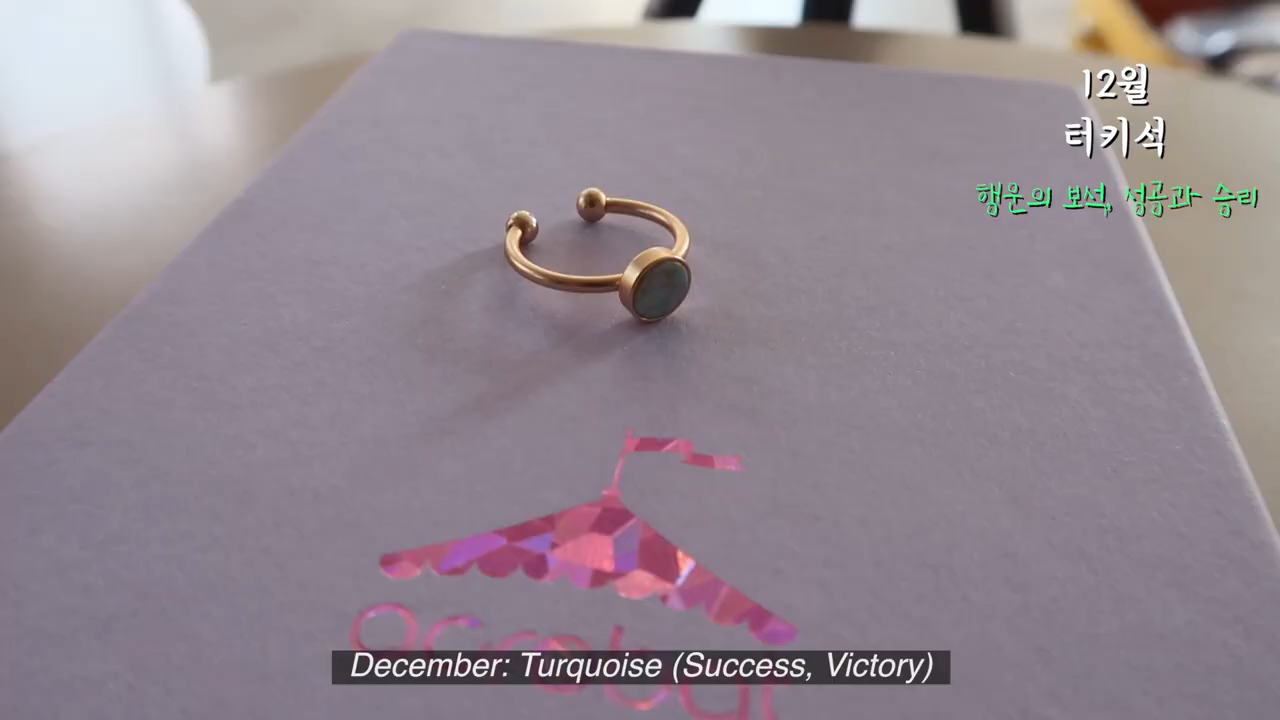 12월
터키석
행운의 보석, 성공과 승리
acrobat
December: Turquoise (Success, Victory)